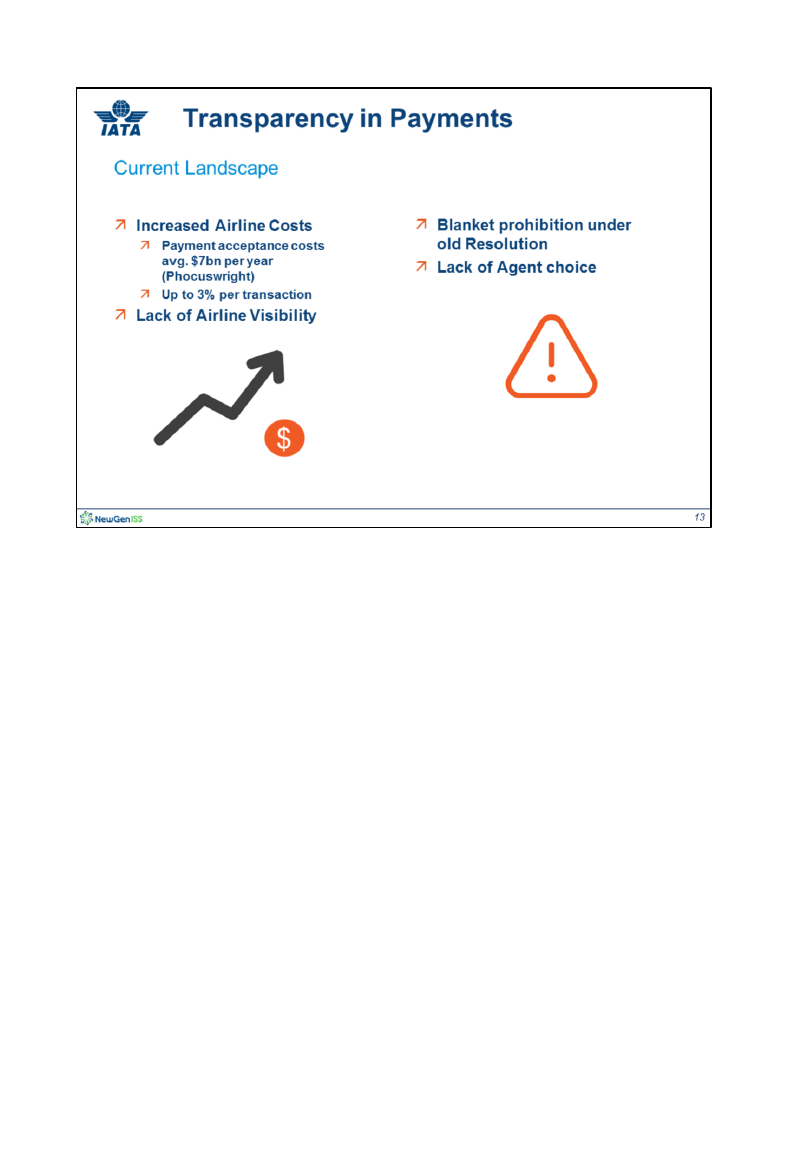 IATA
Transparency in Payments
Current Landscape
Increased Airline Costs
Payment acceptance costs
avg. $7bn per year
(Phocuswright)
Up to 3% per transaction
Lack of Airline Visibility
$
Blanket prohibition under
old Resolution
Lack of Agent choice
!
NewGenISS
13